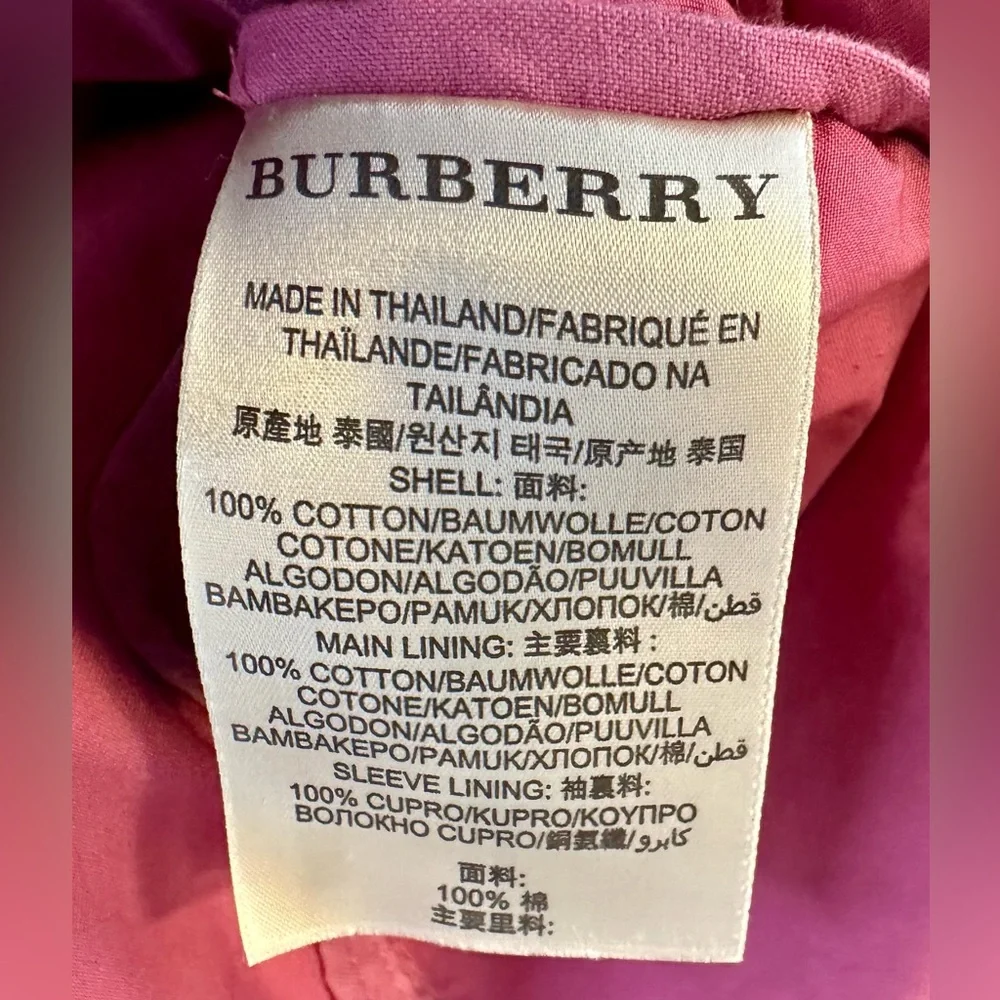 BURBERRY
MADE IN THAILAND/FABRIQUÉ EN
THAÏLANDE/FABRICADO NA
TAILÂNDIA
原產地 泰國/원산지 태국/原产地 泰国
SHELL: 面料:
100% COTTON/BAUMWOLLE/COTON
COTONE/KATOEN/BOMULL
ALGODON/ALGODÃO/PUUVILLA
BAMBAKEPO/PAMUK/ХЛОПОК/棉/قطن
MAIN LINING: 主要裏料 :
100% COTTON/BAUMWOLLE/COTON
COTONE/KATOEN/BOMULL
ALGODON/ALGODÃO/PUUVILLA
BAMBAKEPO/PAMUK/ХЛОПОК/棉/قطن
SLEEVE LINING: 袖裏料:
100% CUPRO/KUPRO/ΚΟΥΠΡΟ
ВОЛОКНО CUPRO/銅氨纖/كابرو
面料:
100% 棉
主要里料: